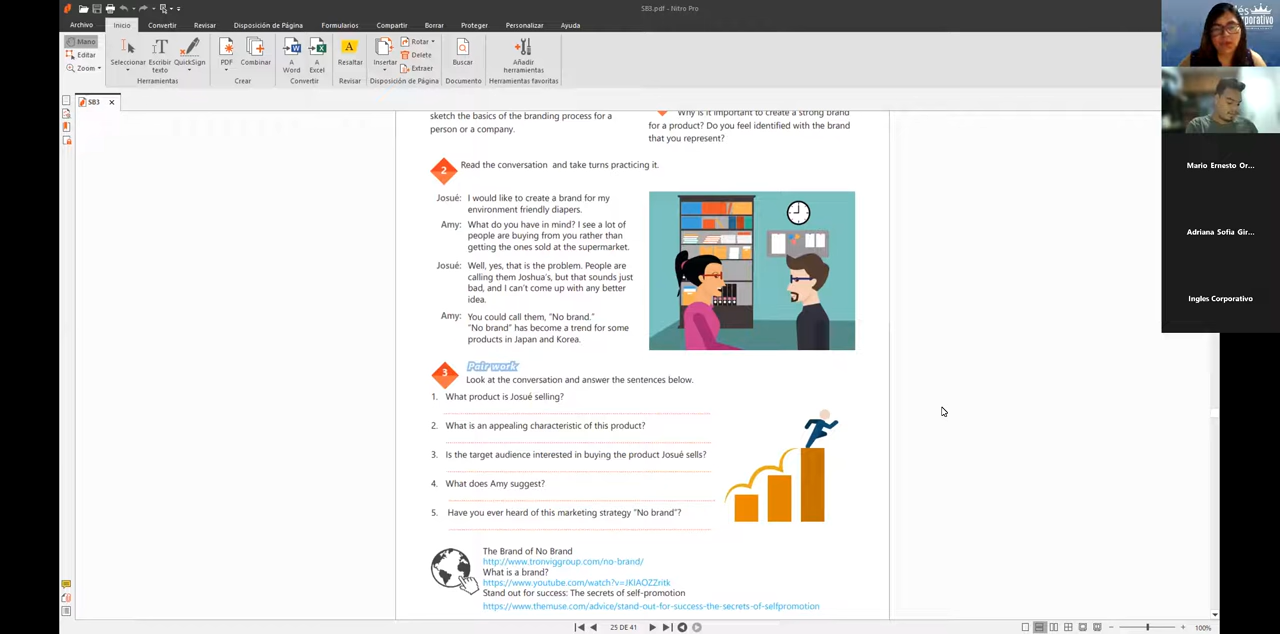 SB3.pdf - Nitro Pro
Archivo Inicio Convertir Revisar Disposición de Página Formularios Compartir Borrar Proteger Personalizar Ayuda
Mano
Editar
Zoom
Seleccionar
Escribir texto
QuickSign
Herramientas
PDF
Combinar
Crear
A Word
A Excel
Convertir
Resaltar
Revisar
Insertar
Rotar
Delete
Extraer
Disposición de Página
Buscar
Documento
Añadir herramientas
Herramientas favoritas
SB3
sketch the basics of the branding process for a
person or a company.
Why is it important to create a strong brand
for a product? Do you feel identified with the brand
that you represent?
2 Read the conversation and take turns practicing it.
Josué: I would like to create a brand for my
environment friendly diapers.
Amy: What do you have in mind? I see a lot of
people are buying from you rather than
getting the ones sold at the supermarket.
Josué: Well, yes, that is the problem. People are
calling them Joshua's, but that sounds just
bad, and I can't come up with any better
idea.
Amy: You could call them, "No brand."
"No brand" has become a trend for some
products in Japan and Korea.
3 Pair work
Look at the conversation and answer the sentences below.
1. What product is Josué selling?
2. What is an appealing characteristic of this product?
3. Is the target audience interested in buying the product Josué sells?
4. What does Amy suggest?
5. Have you ever heard of this marketing strategy "No brand"?
The Brand of No Brand
http://www.tronviggroup.com/no-brand/
What is a brand?
https://www.youtube.com/watch?v=JKIAOZZritk
Stand out for success: The secrets of self-promotion
https://www.themuse.com/advice/stand-out-for-success-the-secrets-of-selfpromotion
25 DE 41
100%
Mario Ernesto Or...
Adriana Sofia Gir...
Ingles Corporativo